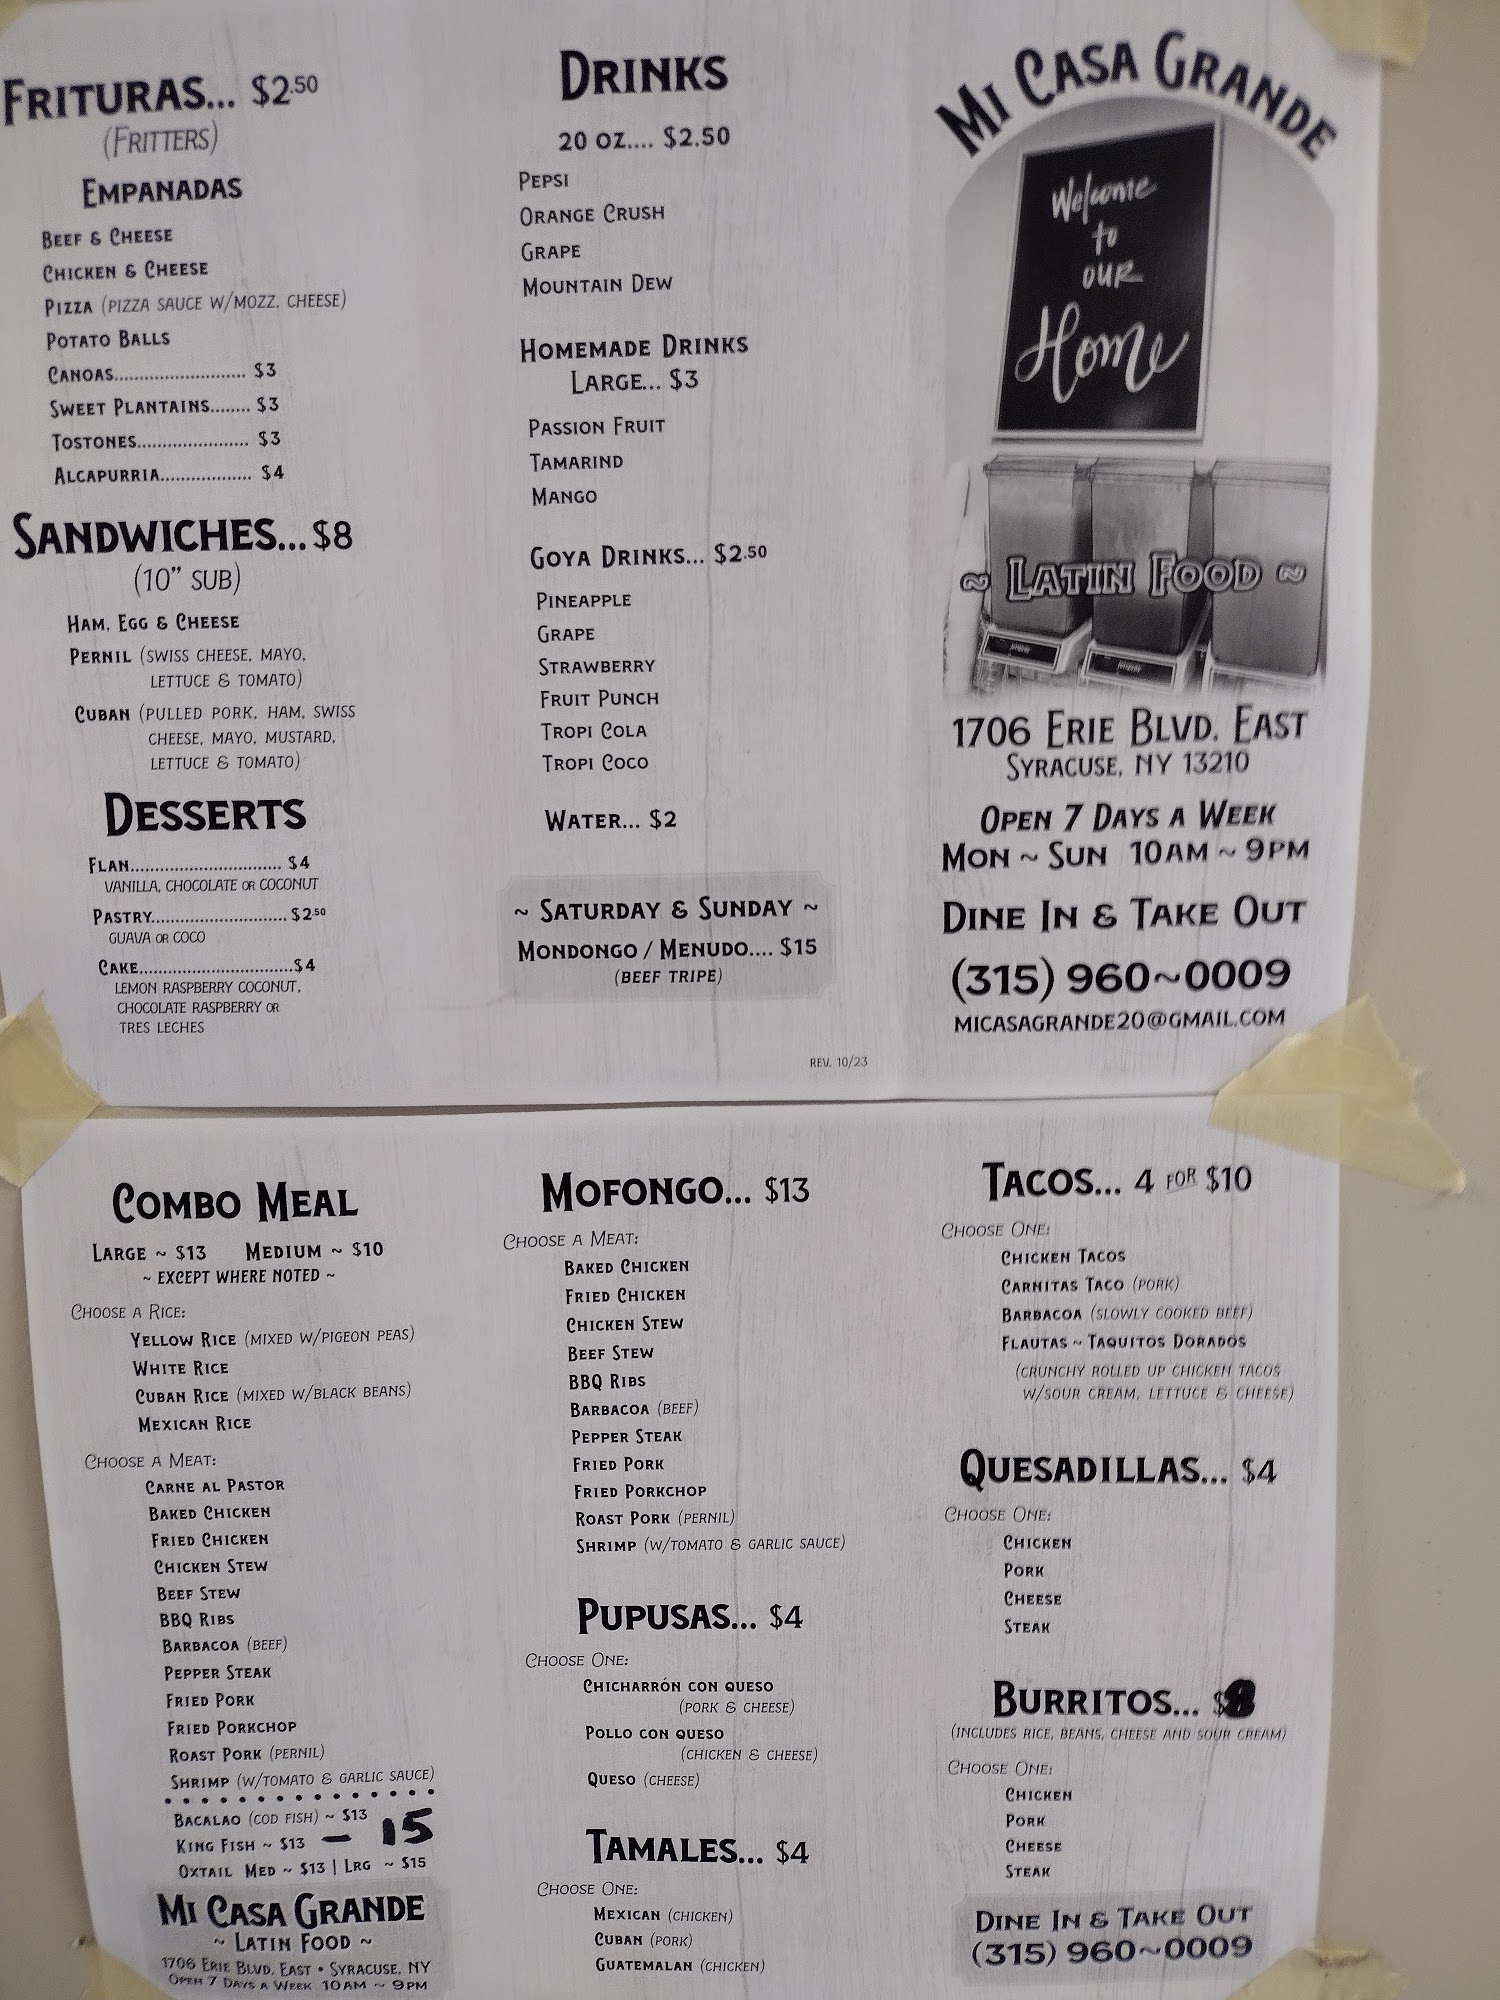 FRITURAS... $2.50
(FRITTERS)
EMPANADAS
BEEF & CHEESE
CHICKEN & CHEESE
PIZZA (PIZZA SAUCE W/MOZZ. CHEESE)
POTATO BALLS
CANOAS.......................... $3
SWEET PLANTAINS........ $3
TOSTONES...................... $3
ALCAPURRIA................... $4
SANDWICHES... $8
(10" SUB)
HAM, EGG & CHEESE
PERNIL (SWISS CHEESE, MAYO,
LETTUCE & TOMATO)
CUBAN (PULLED PORK, HAM, SWISS
CHEESE, MAYO, MUSTARD,
LETTUCE & TOMATO)
DESSERTS
FLAN............................. $4
VANILLA, CHOCOLATE OR COCONUT
PASTRY.......................... $2.50
GUAVA OR COCO
CAKE.............................$4
LEMON RASPBERRY COCONUT,
CHOCOLATE RASPBERRY OR
TRES LECHES
DRINKS
20 OZ.... $2.50
PEPSI
ORANGE CRUSH
GRAPE
MOUNTAIN DEW
HOMEMADE DRINKS
LARGE... $3
PASSION FRUIT
TAMARIND
MANGO
GOYA DRINKS... $2.50
PINEAPPLE
GRAPE
STRAWBERRY
FRUIT PUNCH
TROPI COLA
TROPI COCO
WATER... $2
~ SATURDAY & SUNDAY ~
MONDONGO / MENUDO.... $15
(BEEF TRIPE)
REV. 10/23
MI CASA GRANDE
Welcome
to
our
Home
~ LATIN FOOD ~
1706 ERIE BLVD. EAST
SYRACUSE, NY 13210
OPEN 7 DAYS A WEEK
MON ~ SUN 10AM ~ 9PM
DINE IN & TAKE OUT
(315) 960~0009
MICASAGRANDE20@GMAIL.COM
COMBO MEAL
LARGE ~ $13 MEDIUM ~ $10
~ EXCEPT WHERE NOTED ~
CHOOSE A RICE:
YELLOW RICE (MIXED W/PIGEON PEAS)
WHITE RICE
CUBAN RICE (MIXED W/BLACK BEANS)
MEXICAN RICE
CHOOSE A MEAT:
CARNE AL PASTOR
BAKED CHICKEN
FRIED CHICKEN
CHICKEN STEW
BEEF STEW
BBQ RIBS
BARBACOA (BEEF)
PEPPER STEAK
FRIED PORK
FRIED PORKCHOP
ROAST PORK (PERNIL)
SHRIMP (W/TOMATO & GARLIC SAUCE)
BACALAO (COD FISH) ~ $13
KING FISH ~ $13 — 15
OXTAIL MED ~ $13 | LRG ~ $15
MI CASA GRANDE
~ LATIN FOOD ~
1706 ERIE BLVD. EAST • SYRACUSE, NY
OPEN 7 DAYS A WEEK 10AM ~ 9PM
MOFONGO... $13
CHOOSE A MEAT:
BAKED CHICKEN
FRIED CHICKEN
CHICKEN STEW
BEEF STEW
BBQ RIBS
BARBACOA (BEEF)
PEPPER STEAK
FRIED PORK
FRIED PORKCHOP
ROAST PORK (PERNIL)
SHRIMP (W/TOMATO & GARLIC SAUCE)
PUPUSAS... $4
CHOOSE ONE:
CHICHARRÓN CON QUESO
(PORK & CHEESE)
POLLO CON QUESO
(CHICKEN & CHEESE)
QUESO (CHEESE)
TAMALES... $4
CHOOSE ONE:
MEXICAN (CHICKEN)
CUBAN (PORK)
GUATEMALAN (CHICKEN)
TACOS... 4 FOR $10
CHOOSE ONE:
CHICKEN TACOS
CARNITAS TACO (PORK)
BARBACOA (SLOWLY COOKED BEEF)
FLAUTAS ~ TAQUITOS DORADOS
(CRUNCHY ROLLED UP CHICKEN TACOS
W/SOUR CREAM, LETTUCE & CHEESE)
QUESADILLAS... $4
CHOOSE ONE:
CHICKEN
PORK
CHEESE
STEAK
BURRITOS...
(INCLUDES RICE, BEANS, CHEESE AND SOUR CREAM)
CHOOSE ONE:
CHICKEN
PORK
CHEESE
STEAK
DINE IN & TAKE OUT
(315) 960~0009